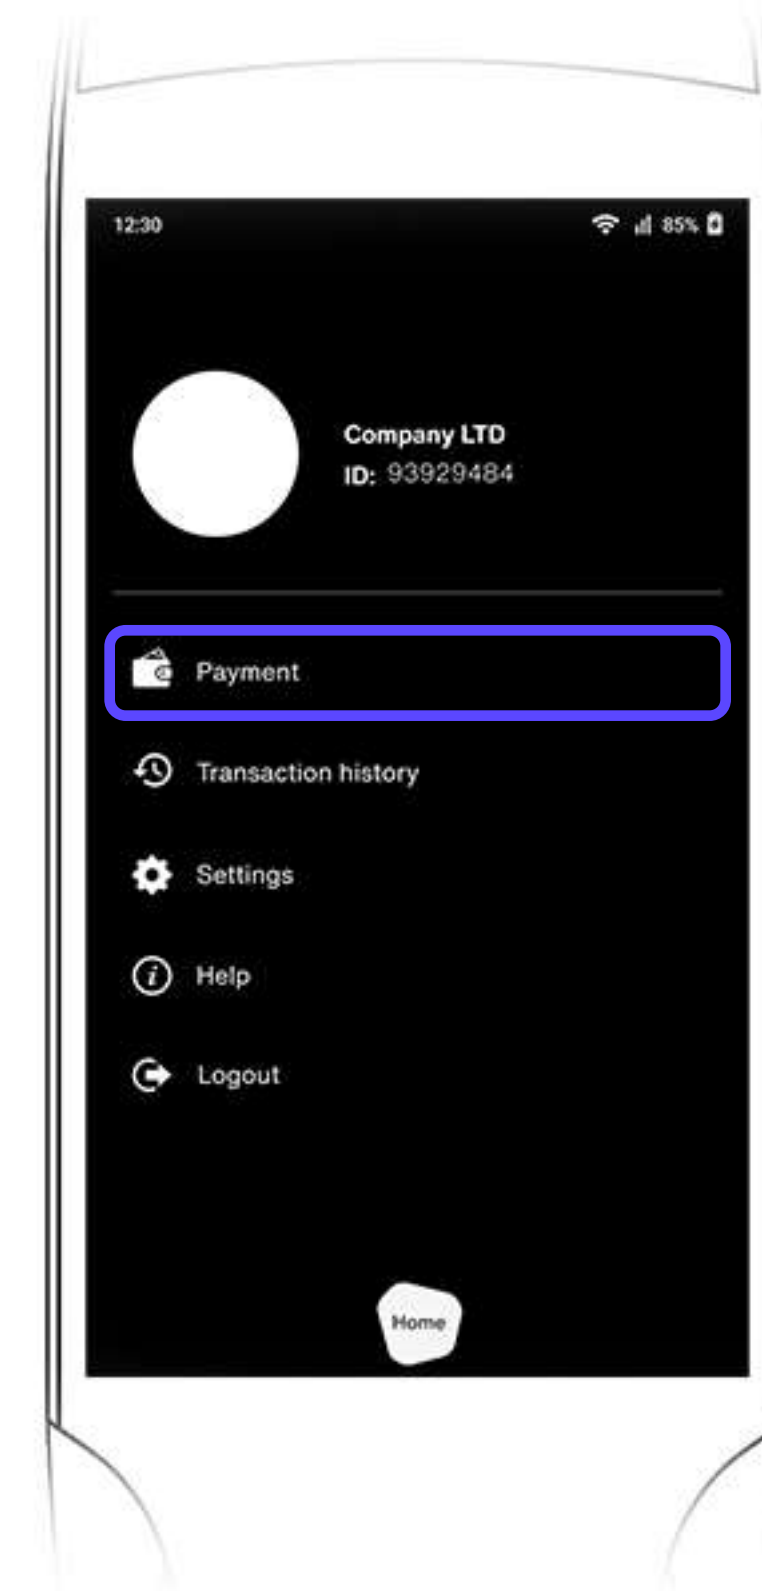 12:30
85%
Company LTD
ID: 93929484
Payment
Transaction history
Settings
Help
Logout
Home